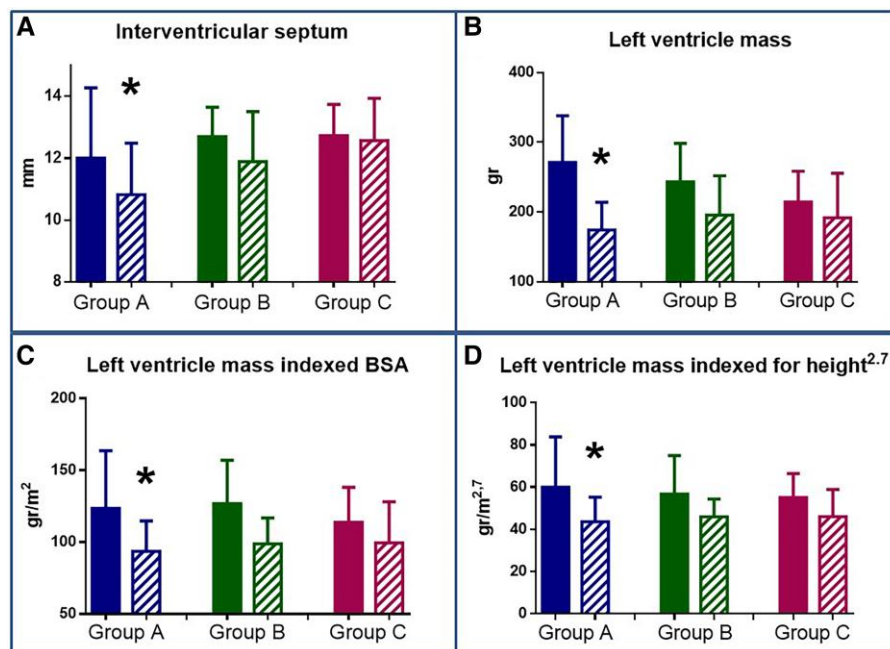 A
Interventricular septum
mm
14
12
10
8
*
Group A Group B Group C
B
Left ventricle mass
gr
400
300
200
100
*
Group A Group B Group C
C
Left ventricle mass indexed BSA
gr/m²
200
150
100
50
*
Group A Group B Group C
D
Left ventricle mass indexed for height²·⁷
gr/m²,⁷
100
80
60
40
20
0
*
Group A Group B Group C